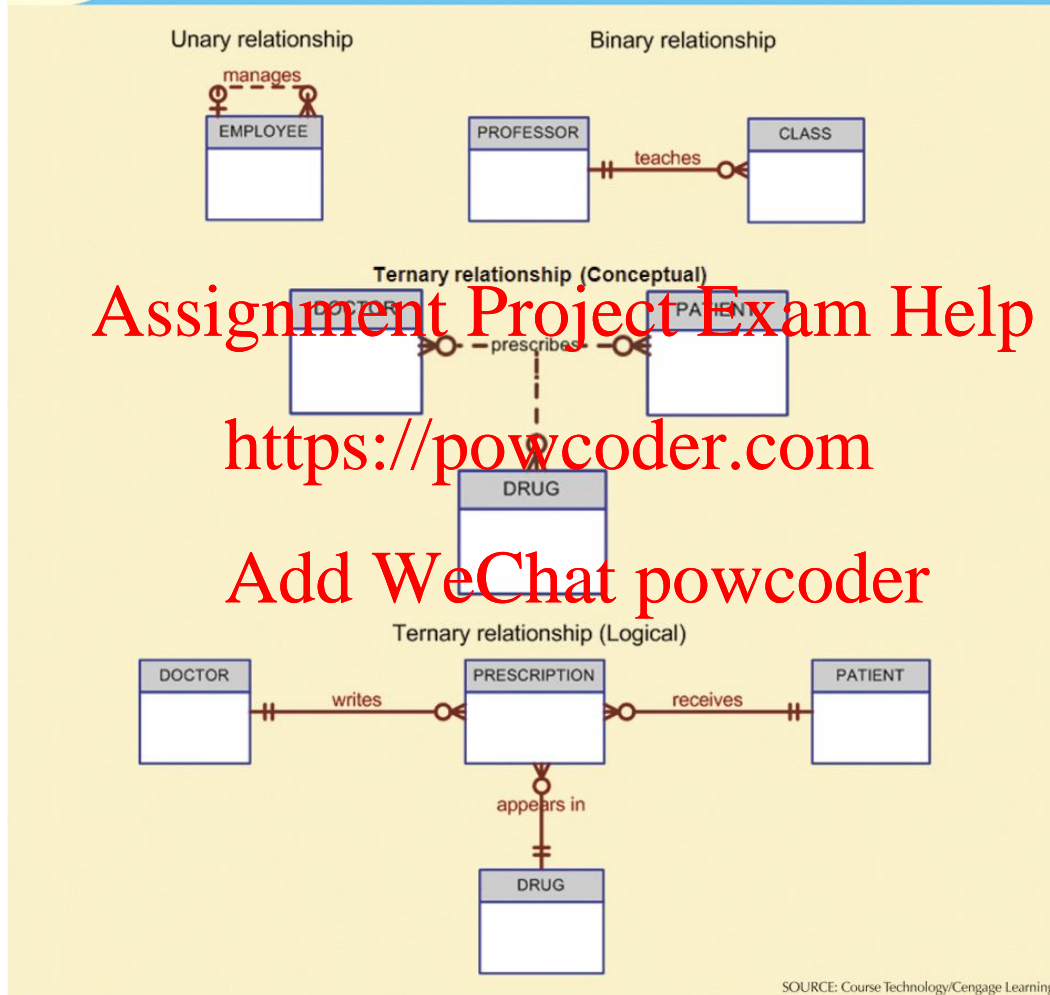 Unary relationship
Binary relationship
manages
EMPLOYEE
PROFESSOR
teaches
CLASS
Ternary relationship (Conceptual)
DOCTOR
PATIENT
Assignment Project Exam Help
prescribes
https://powcoder.com
DRUG
Add WeChat powcoder
Ternary relationship (Logical)
DOCTOR
writes
PRESCRIPTION
receives
PATIENT
appears in
DRUG
SOURCE: Course Technology/Cengage Learning